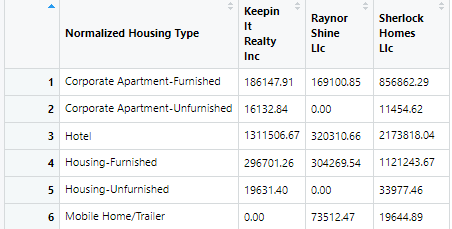 Normalized Housing Type Keepin It Realty Inc Raynor Shine Llc Sherlock Homes Llc
1 Corporate Apartment-Furnished 186147.91 169100.85 856862.29
2 Corporate Apartment-Unfurnished 16132.84 0.00 11454.62
3 Hotel 1311506.67 320310.66 2173818.04
4 Housing-Furnished 296701.26 304269.54 1121243.67
5 Housing-Unfurnished 19631.40 0.00 33977.46
6 Mobile Home/Trailer 0.00 73512.47 19644.89